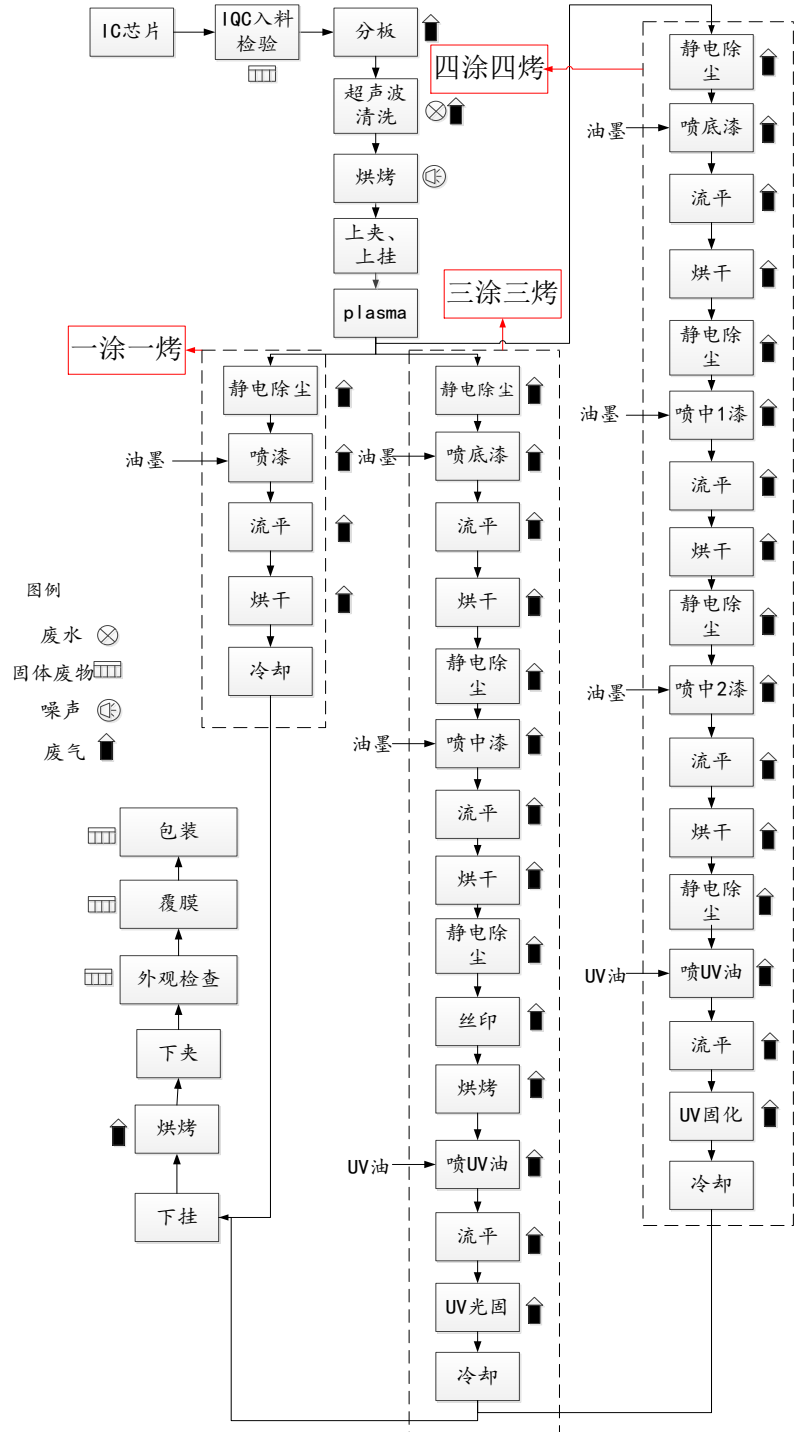 IC芯片
IQC入料
检验
分板
超声波
清洗
烘烤
上夹、
上挂
plasma
一涂一烤
静电除尘
油墨
喷漆
流平
烘干
冷却
三涂三烤
静电除尘
油墨
喷底漆
流平
烘干
静电除
尘
油墨
喷中漆
流平
烘干
静电除
尘
丝印
烘烤
UV油
喷UV油
流平
UV光固
冷却
四涂四烤
静电除
尘
油墨
喷底漆
流平
烘干
静电除
尘
油墨
喷中1漆
流平
烘干
静电除
尘
油墨
喷中2漆
流平
烘干
静电除
尘
UV油
喷UV油
流平
UV固化
冷却
图例
废水
固体废物
噪声
废气
包装
覆膜
外观检查
下夹
烘烤
下挂